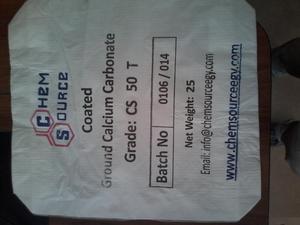 Chem
Source
Coated
Ground Calcium Carbonate
Grade: CS 50 T
Batch No 0106 / 014
Net Weight: 25
Email: info@chemsourceegy.com
www.chemsourceegy.com